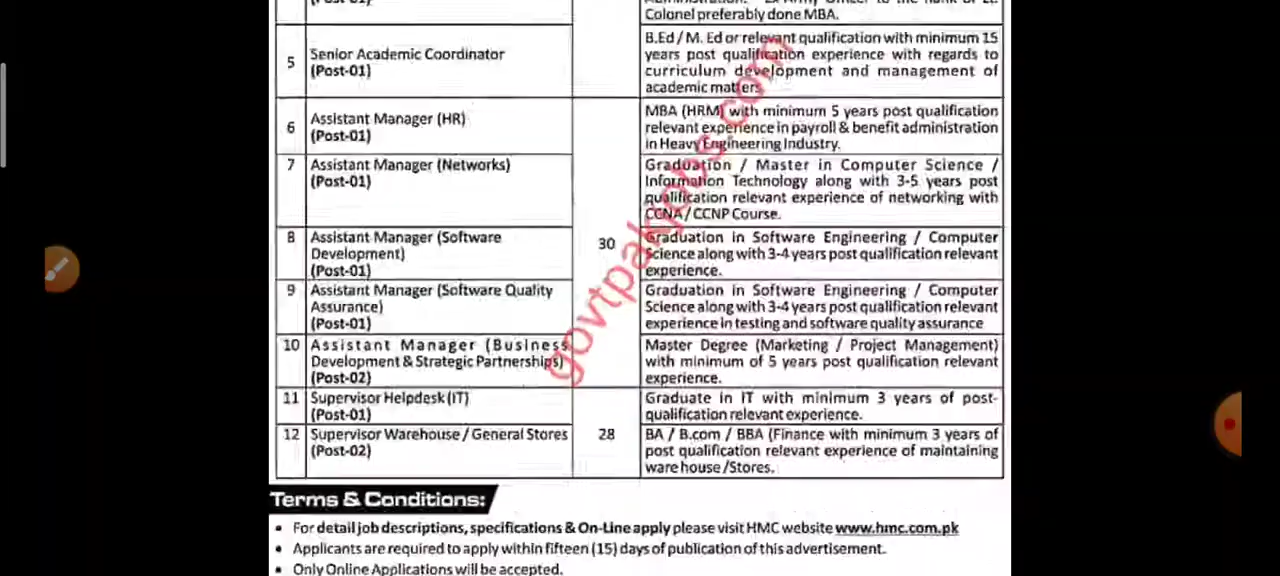 (Post-01)
Colonel preferably done MBA.
5
Senior Academic Coordinator
(Post-01)
B.Ed / M. Ed or relevant qualification with minimum 15
years post qualification experience with regards to
curriculum development and management of
academic matters
6
Assistant Manager (HR)
(Post-01)
MBA (HRM) with minimum 5 years post qualification
relevant experience in payroll & benefit administration
in Heavy Engineering Industry.
7
Assistant Manager (Networks)
(Post-01)
Graduation / Master in Computer Science /
Information Technology along with 3-5 years post
qualification relevant experience of networking with
CCNA / CCNP Course.
8
Assistant Manager (Software
Development)
(Post-01)
30
Graduation in Software Engineering / Computer
Science along with 3-4 years post qualification relevant
experience.
9
Assistant Manager (Software Quality
Assurance)
(Post-01)
Graduation in Software Engineering / Computer
Science along with 3-4 years post qualification relevant
experience in testing and software quality assurance
10
Assistant Manager (Business
Development & Strategic Partnerships)
(Post-02)
Master Degree (Marketing / Project Management)
with minimum of 5 years post qualification relevant
experience.
11
Supervisor Helpdesk (IT)
(Post-01)
Graduate in IT with minimum 3 years of post-
qualification relevant experience.
12
Supervisor Warehouse / General Stores
(Post-02)
28
BA / B.com / BBA (Finance with minimum 3 years of
post qualification relevant experience of maintaining
ware house /Stores.
govtpakjobs.com
Terms & Conditions:
• For detail job descriptions, specifications & On-Line apply please visit HMC website www.hmc.com.pk
• Applicants are required to apply within fifteen (15) days of publication of this advertisement.
• Only Online Applications will be accepted.